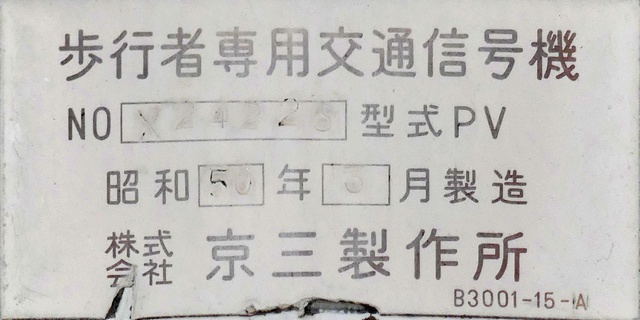 歩行者専用交通信号機
NO 型式PV
昭和50年 月製造
株式会社 京三製作所
B3001-15-A